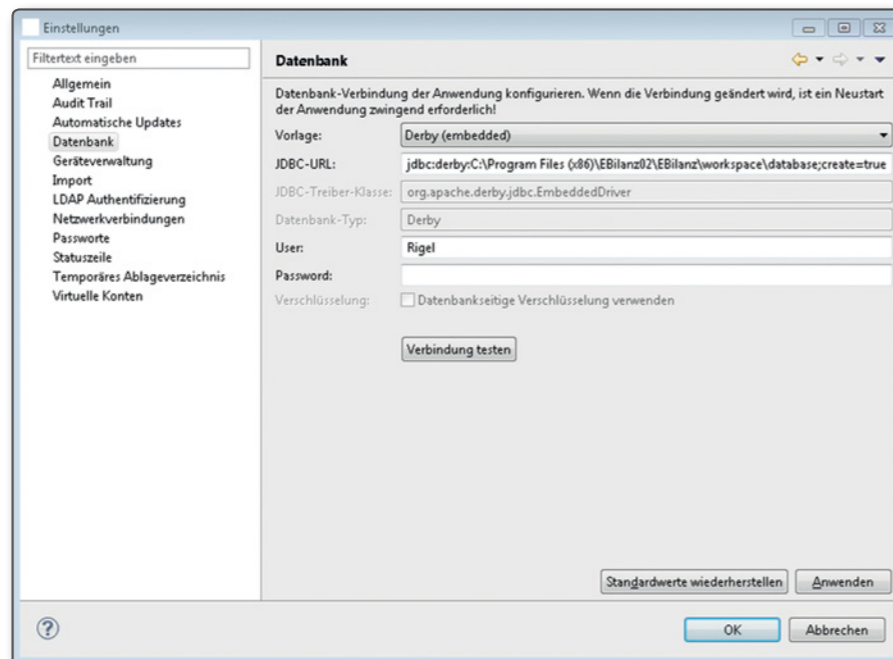 Einstellungen
Filtertext eingeben
Allgemein
Audit Trail
Automatische Updates
Datenbank
Geräteverwaltung
Import
LDAP Authentifizierung
Netzwerkverbindungen
Passworte
Statuszeile
Temporäres Ablageverzeichnis
Virtuelle Konten
Datenbank
Datenbank-Verbindung der Anwendung konfigurieren. Wenn die Verbindung geändert wird, ist ein Neustart
der Anwendung zwingend erforderlich!
Vorlage: Derby (embedded)
JDBC-URL: jdbc:derby:C:\Program Files (x86)\EBilanz02\EBilanz\workspace\database;create=true
JDBC-Treiber-Klasse: org.apache.derby.jdbc.EmbeddedDriver
Datenbank-Typ: Derby
User: Rigel
Password:
Verschlüsselung: Datenbankseitige Verschlüsselung verwenden
Verbindung testen
Standardwerte wiederherstellen Anwenden
? OK Abbrechen